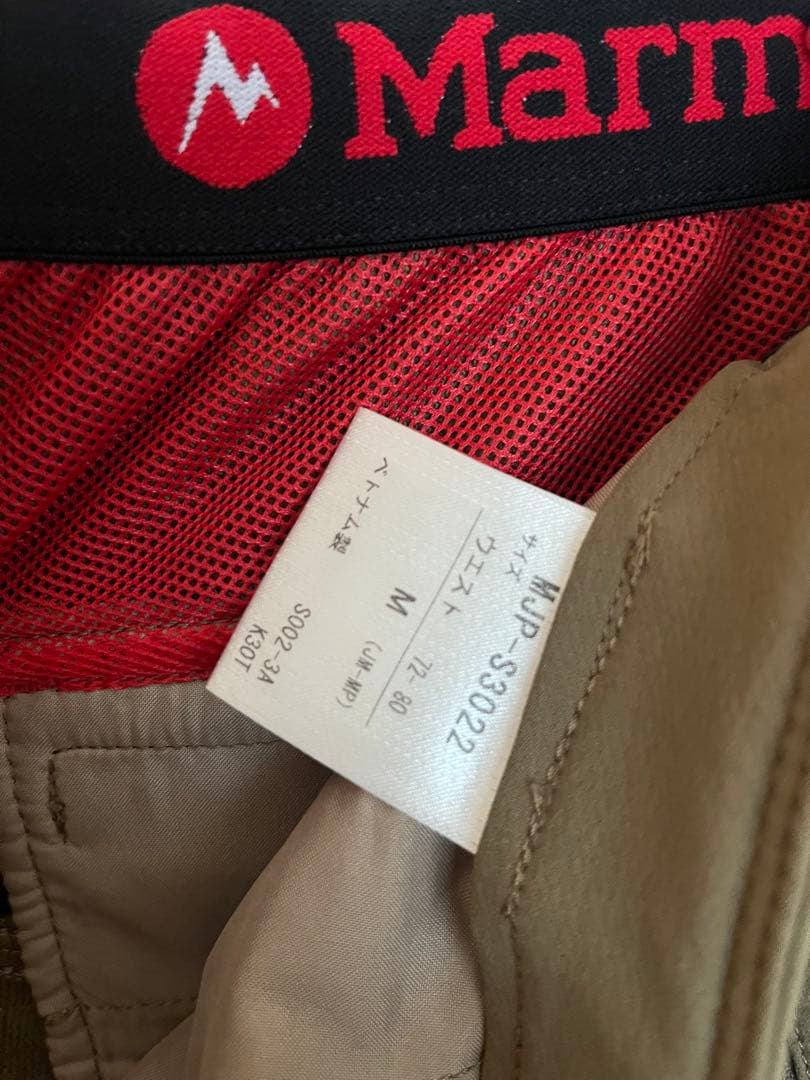 Marm
MJP-S3022
サイズ
ウエスト 72-80
M (JM-MP)
ベトナム製
S002-3A
K30T